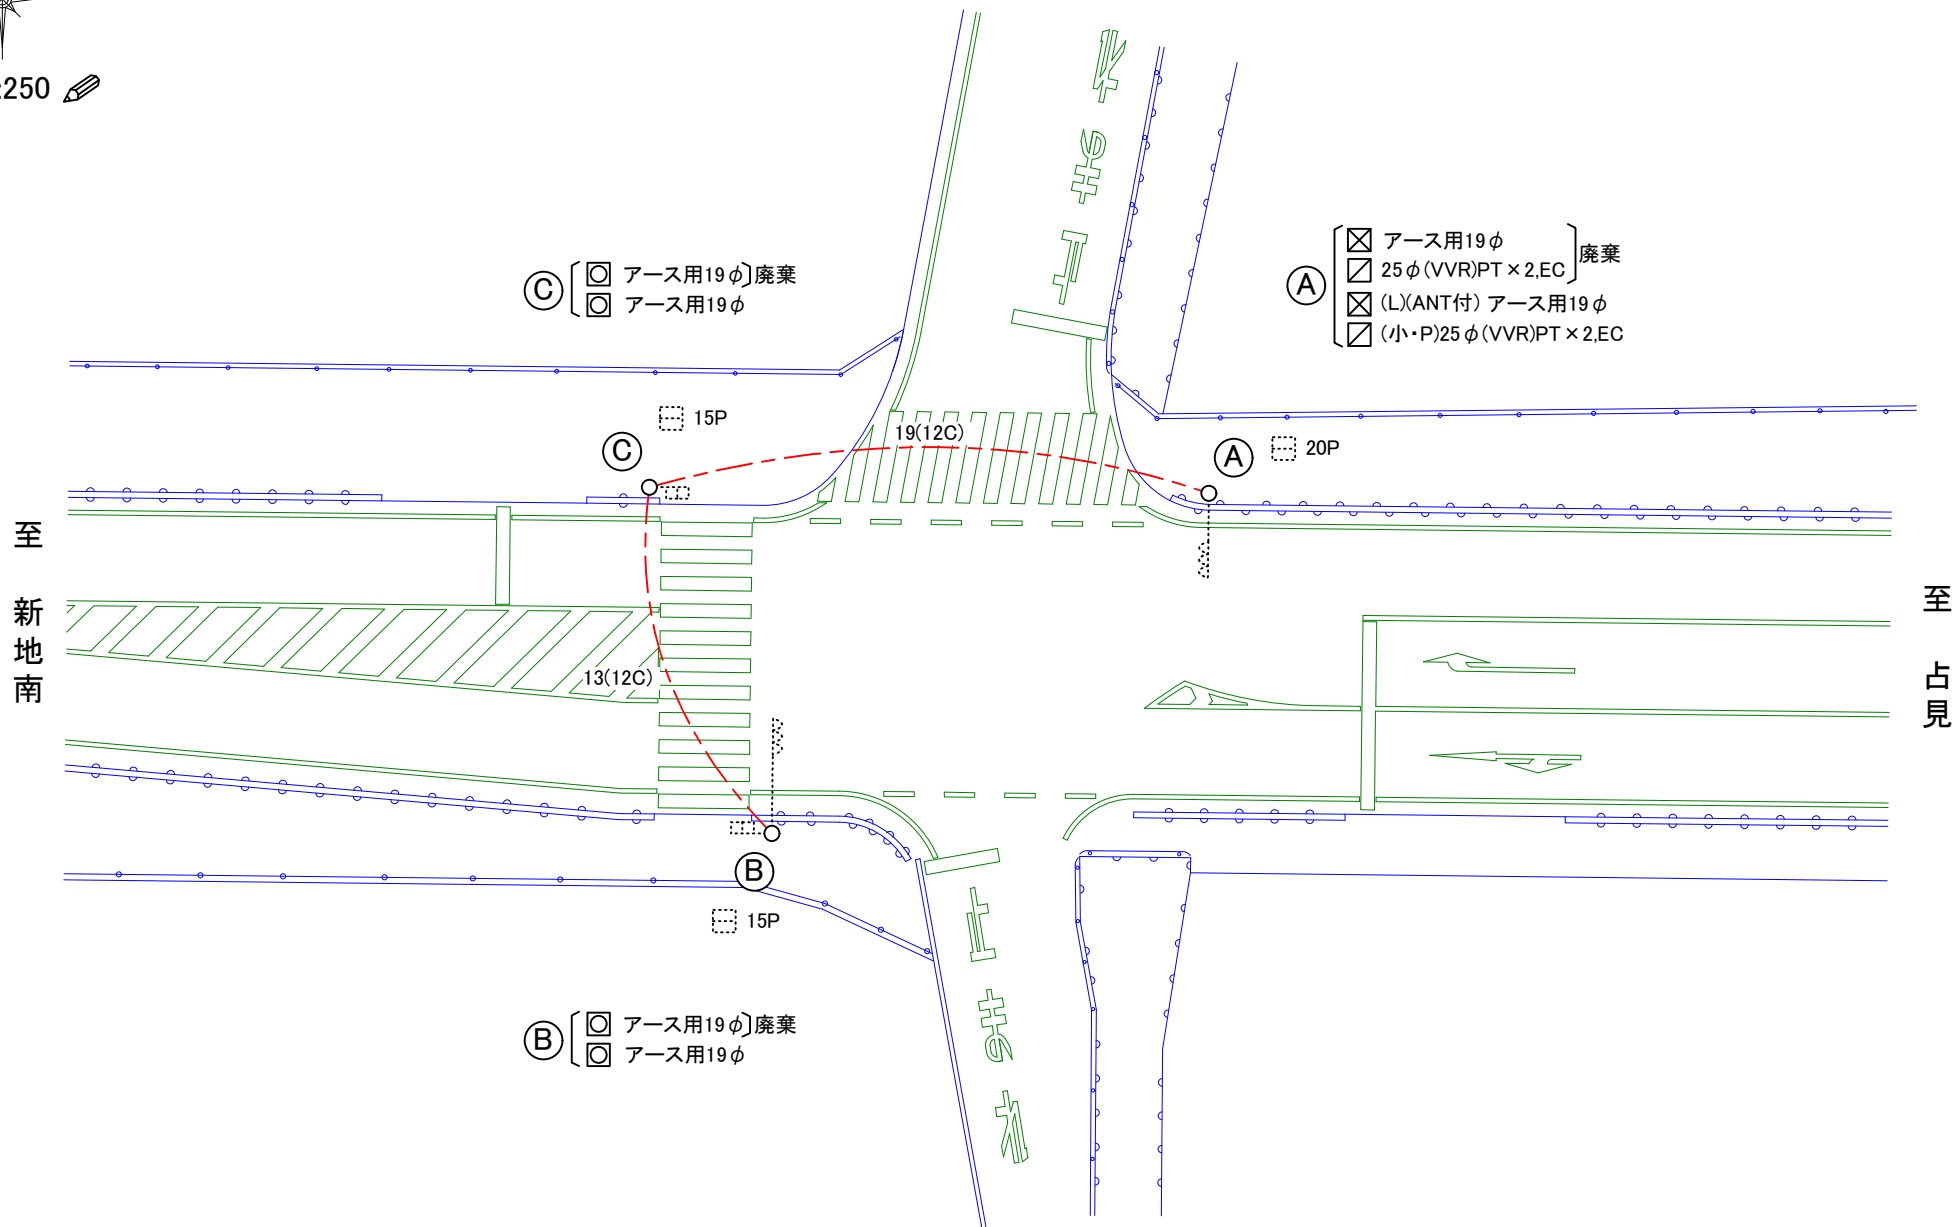 :250
アース用19φ
25φ(VVR)PT×2,EC
廃棄
A
(L)(ANT付) アース用19φ
(小・P)25φ(VVR)PT×2,EC
C
アース用19φ
廃棄
アース用19φ
15P
19(12C)
C
A
20P
至 新地南
至 占見
13(12C)
B
15P
B
アース用19φ
廃棄
アース用19φ
止まれ
止まれ